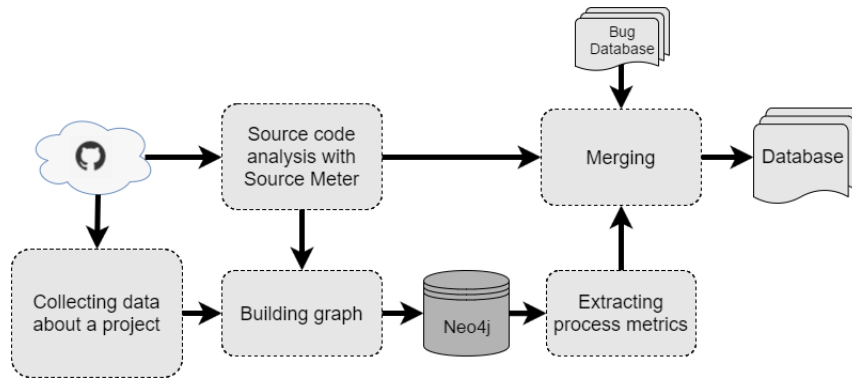 Bug
Database
Source code
analysis with
Source Meter
Merging
Database
Collecting data
about a project
Building graph
Neo4j
Extracting
process metrics